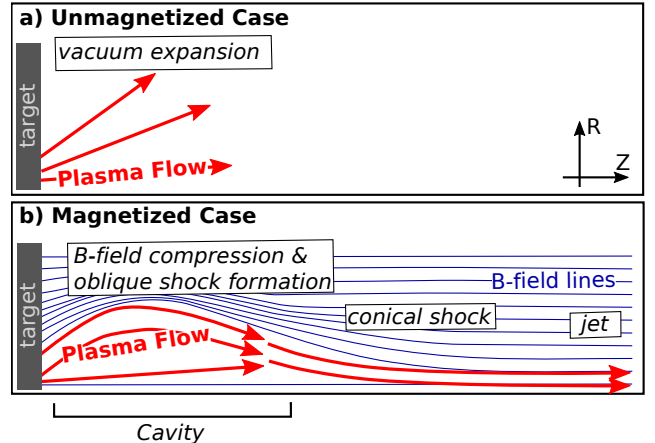 a) Unmagnetized Case
vacuum expansion
target
Plasma Flow
R
Z
b) Magnetized Case
B-field compression &
oblique shock formation
B-field lines
target
conical shock
jet
Plasma Flow
Cavity